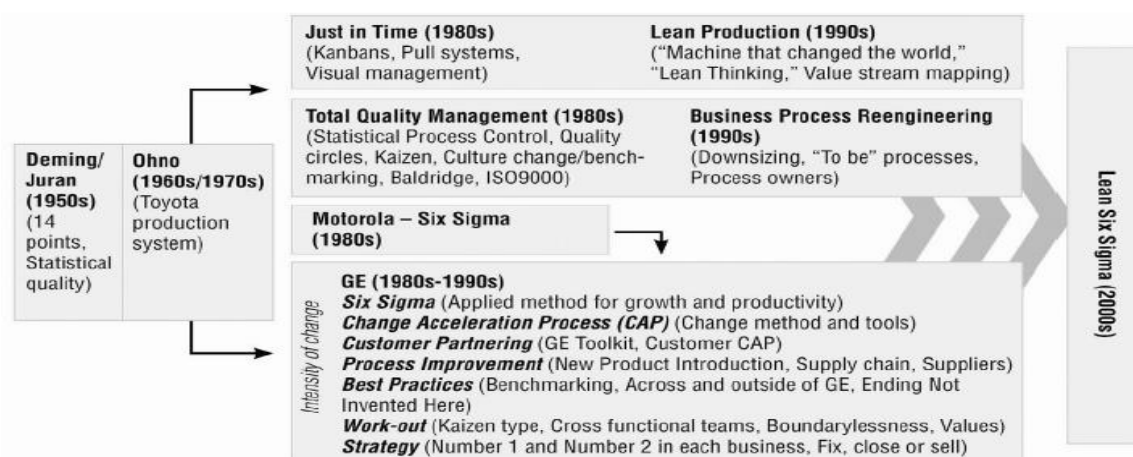 Just in Time (1980s)
(Kanbans, Pull systems,
Visual management)
Lean Production (1990s)
(“Machine that changed the world,”
“Lean Thinking,” Value stream mapping)
Total Quality Management (1980s)
(Statistical Process Control, Quality
circles, Kaizen, Culture change/bench-
marking, Baldridge, ISO9000)
Business Process Reengineering
(1990s)
(Downsizing, “To be” processes,
Process owners)
Deming/
Juran
(1950s)
(14
points,
Statistical
quality)
Ohno
(1960s/1970s)
(Toyota
production
system)
Motorola – Six Sigma
(1980s)
Intensity of change
GE (1980s-1990s)
Six Sigma (Applied method for growth and productivity)
Change Acceleration Process (CAP) (Change method and tools)
Customer Partnering (GE Toolkit, Customer CAP)
Process Improvement (New Product Introduction, Supply chain, Suppliers)
Best Practices (Benchmarking, Across and outside of GE, Ending Not
Invented Here)
Work-out (Kaizen type, Cross functional teams, Boundarylessness, Values)
Strategy (Number 1 and Number 2 in each business, Fix, close or sell)
Lean Six Sigma (2000s)